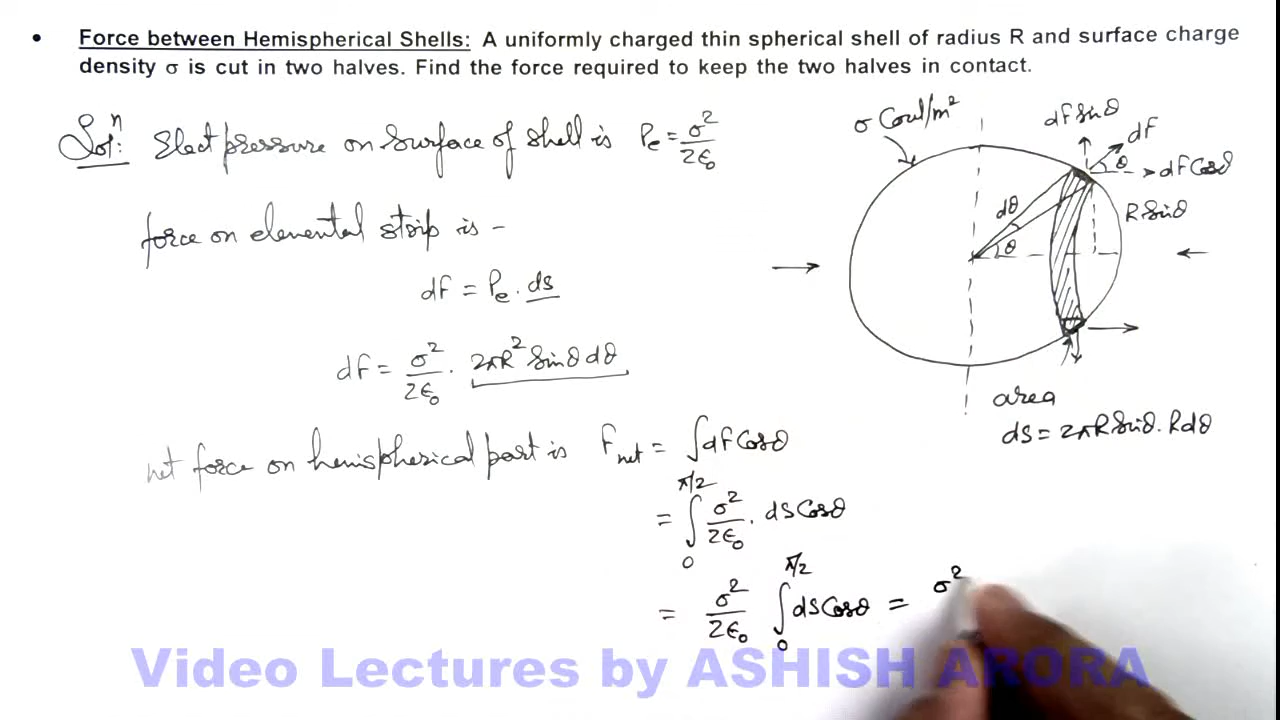 • Force between Hemispherical Shells: A uniformly charged thin spherical shell of radius R and surface charge
density σ is cut in two halves. Find the force required to keep the two halves in contact.
Solⁿ: Elect pressure on surface of shell is Pe = σ²/2ε₀
force on elemental strip is –
dF = Pe . ds
dF = σ²/2ε₀ . 2πR² Sinθ dθ
net force on hemispherical part is Fnet = ∫dF Cosθ
= ∫₀^π/2 σ²/2ε₀ . ds Cosθ
= σ²/2ε₀ ∫₀^π/2 ds Cosθ = σ²
σ Coul/m²
dF Sinθ
dF
θ
dF Cosθ
dθ
R Sinθ
θ
area
ds = 2πR Sinθ . R dθ
Video Lectures by ASHISH ARORA